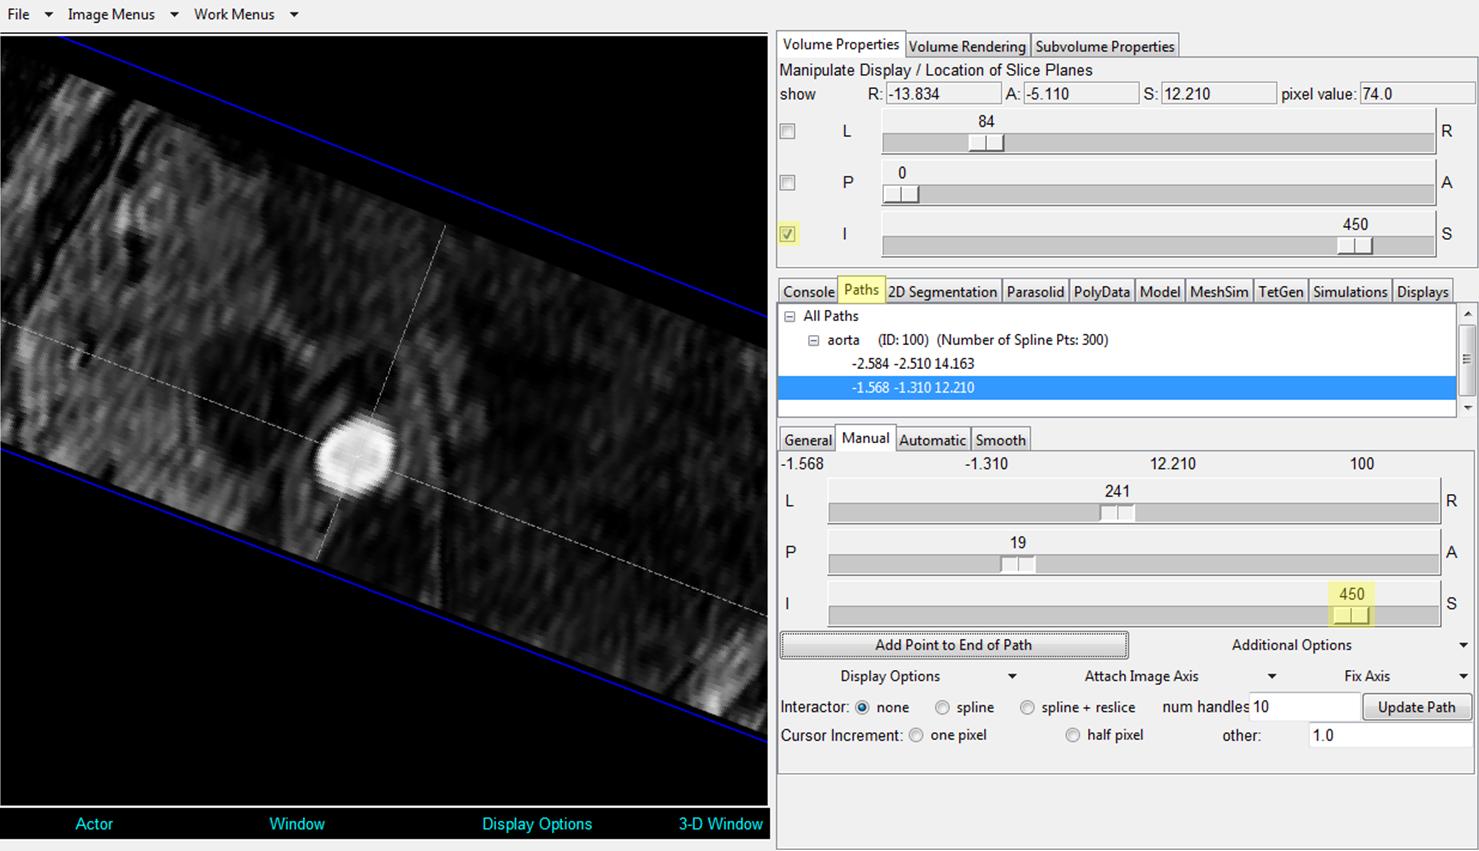 File Image Menus Work Menus
Volume Properties Volume Rendering Subvolume Properties
Manipulate Display / Location of Slice Planes
show R: -13.834 A: -5.110 S: 12.210 pixel value: 74.0
84
L R
0
P A
450
I S
Console Paths 2D Segmentation Parasolid PolyData Model MeshSim TetGen Simulations Displays
All Paths
aorta (ID: 100) (Number of Spline Pts: 300)
-2.584 -2.510 14.163
-1.568 -1.310 12.210
General Manual Automatic Smooth
-1.568 -1.310 12.210 100
241
L R
19
P A
450
I S
Add Point to End of Path Additional Options
Display Options Attach Image Axis Fix Axis
Interactor: none spline spline + reslice num handles 10 Update Path
Cursor Increment: one pixel half pixel other: 1.0
Actor Window Display Options 3-D Window